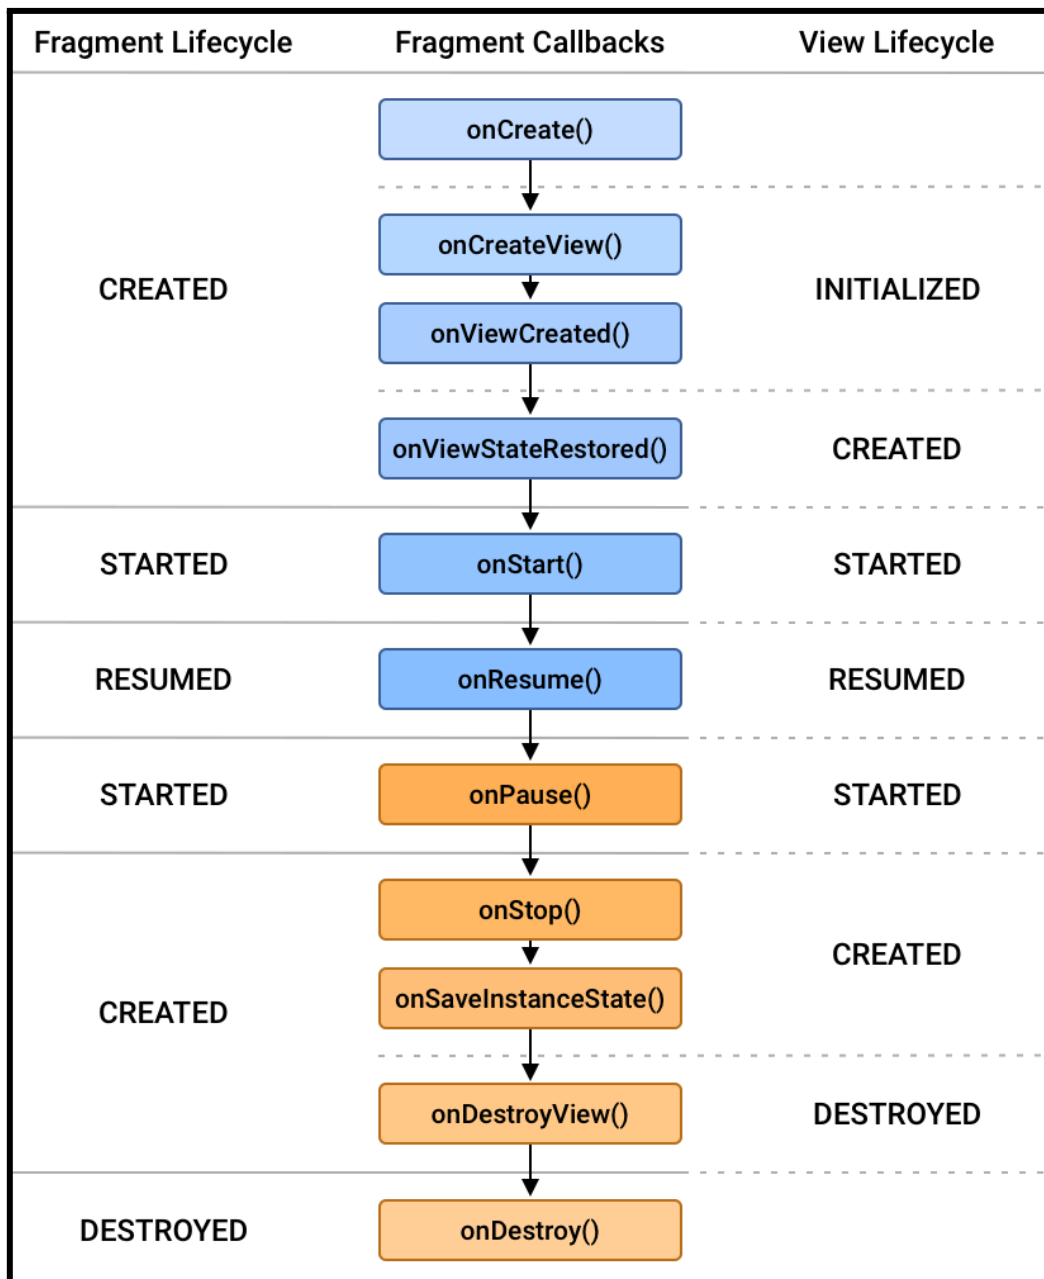 Fragment Lifecycle
Fragment Callbacks
View Lifecycle
onCreate()
onCreateView()
CREATED
INITIALIZED
onViewCreated()
onViewStateRestored()
CREATED
STARTED
onStart()
STARTED
RESUMED
onResume()
RESUMED
STARTED
onPause()
STARTED
onStop()
CREATED
onSaveInstanceState()
CREATED
onDestroyView()
DESTROYED
DESTROYED
onDestroy()